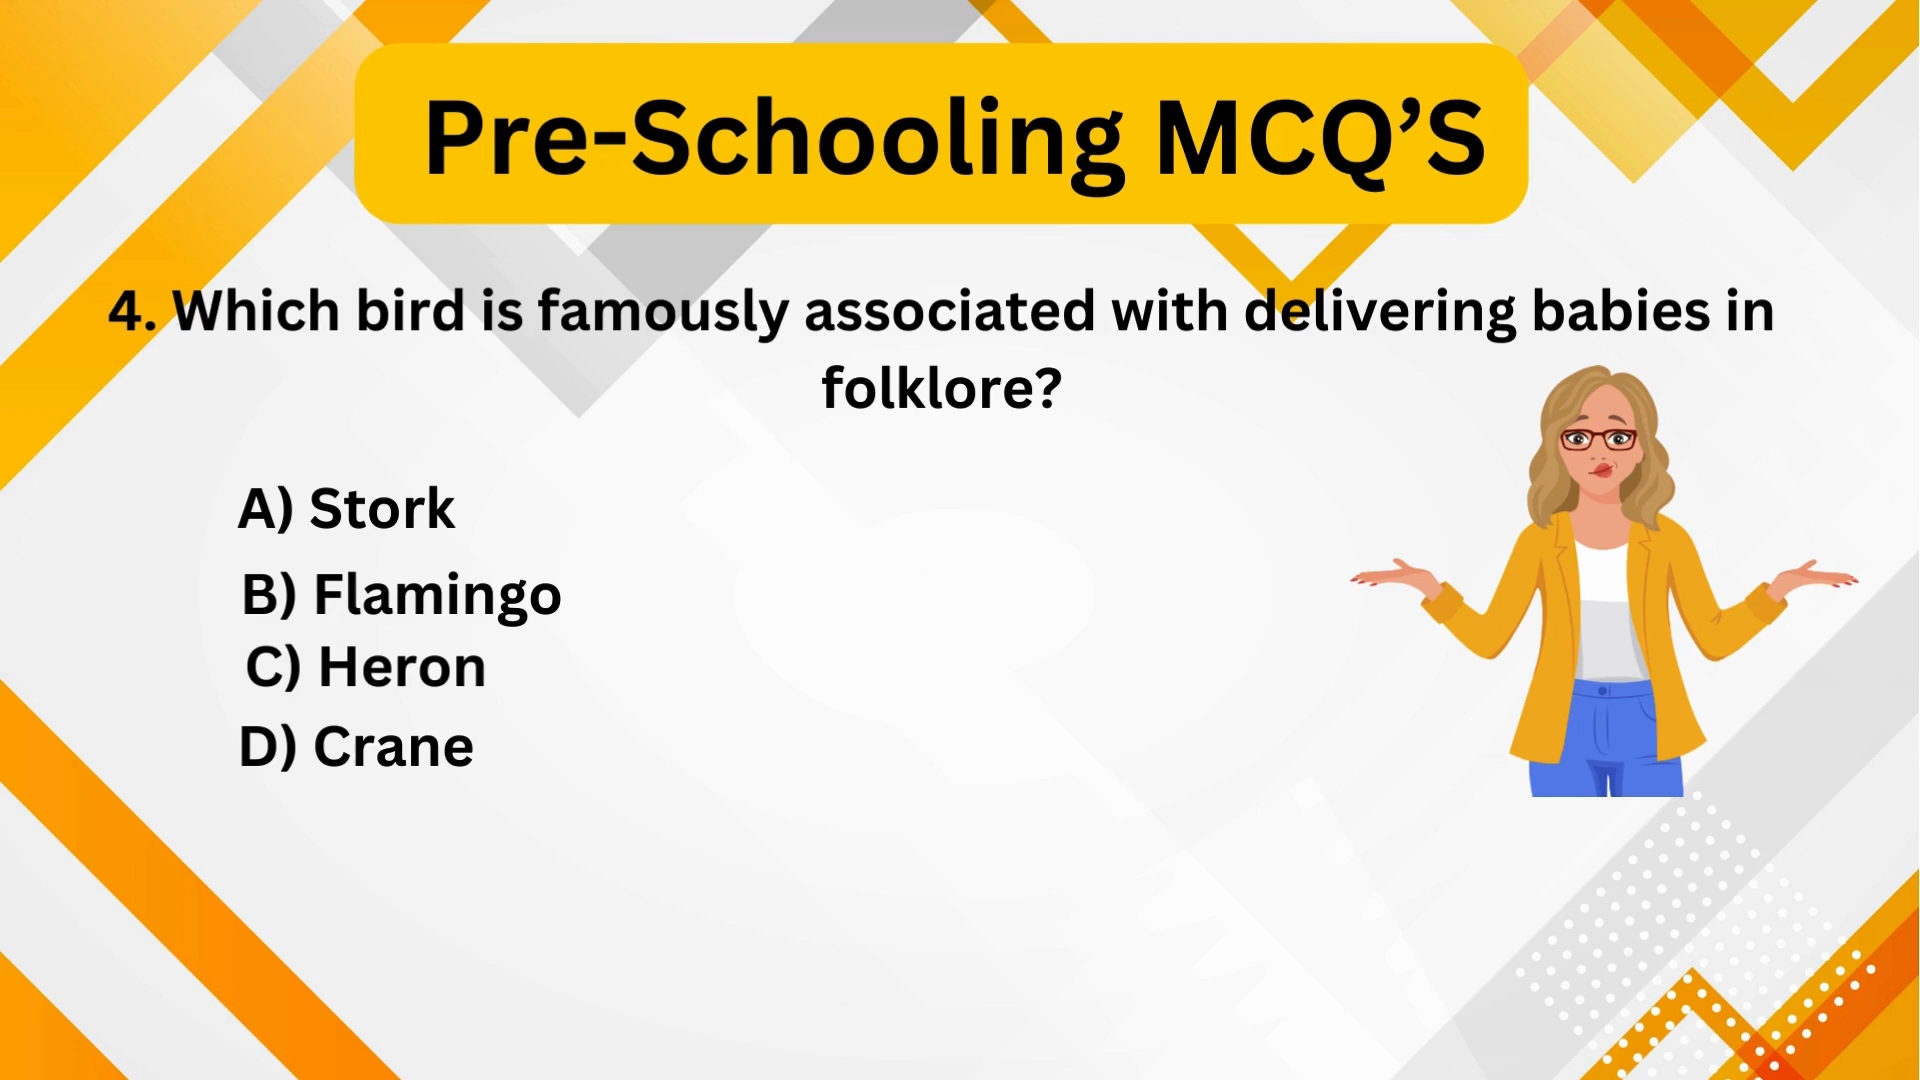 Pre-Schooling MCQ’S
4. Which bird is famously associated with delivering babies in
folklore?
A) Stork
B) Flamingo
C) Heron
D) Crane